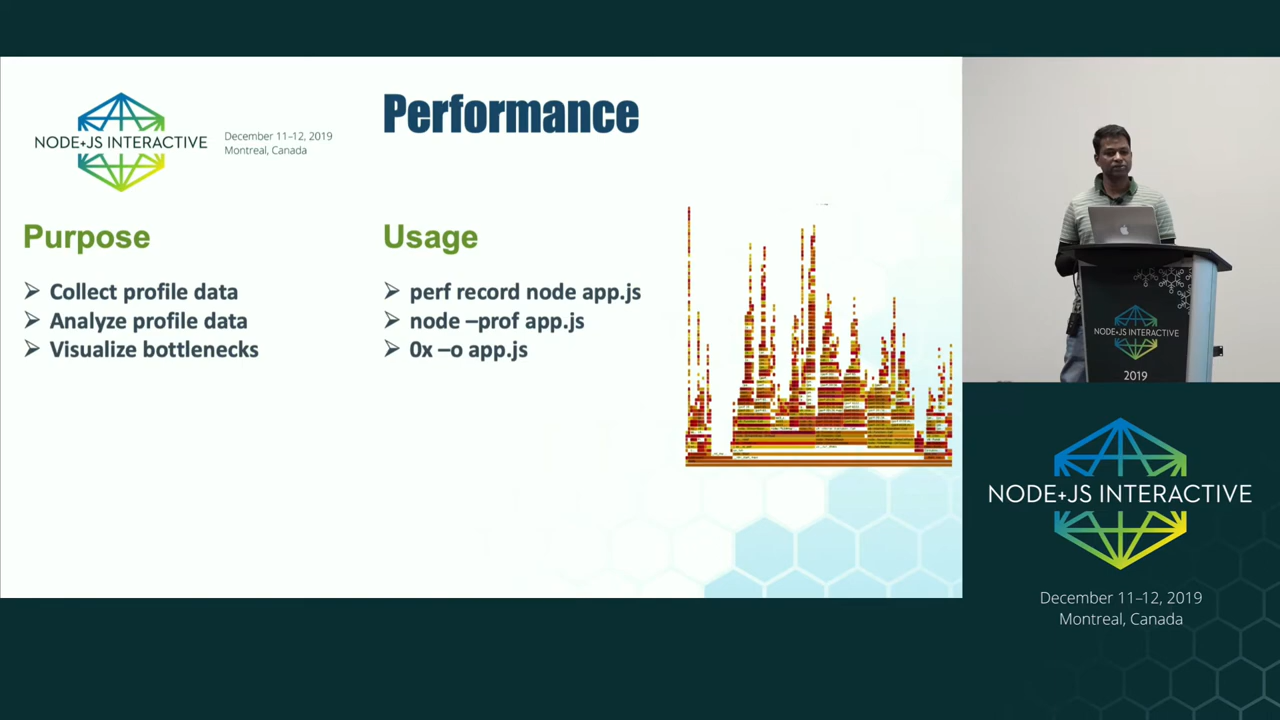 NODE+JS INTERACTIVE
December 11–12, 2019
Montreal, Canada
Performance
Purpose
➢ Collect profile data
➢ Analyze profile data
➢ Visualize bottlenecks
Usage
➢ perf record node app.js
➢ node –prof app.js
➢ 0x –o app.js
NODE+JS INTERACTIVE
2019
NODE+JS INTERACTIVE
December 11–12, 2019
Montreal, Canada